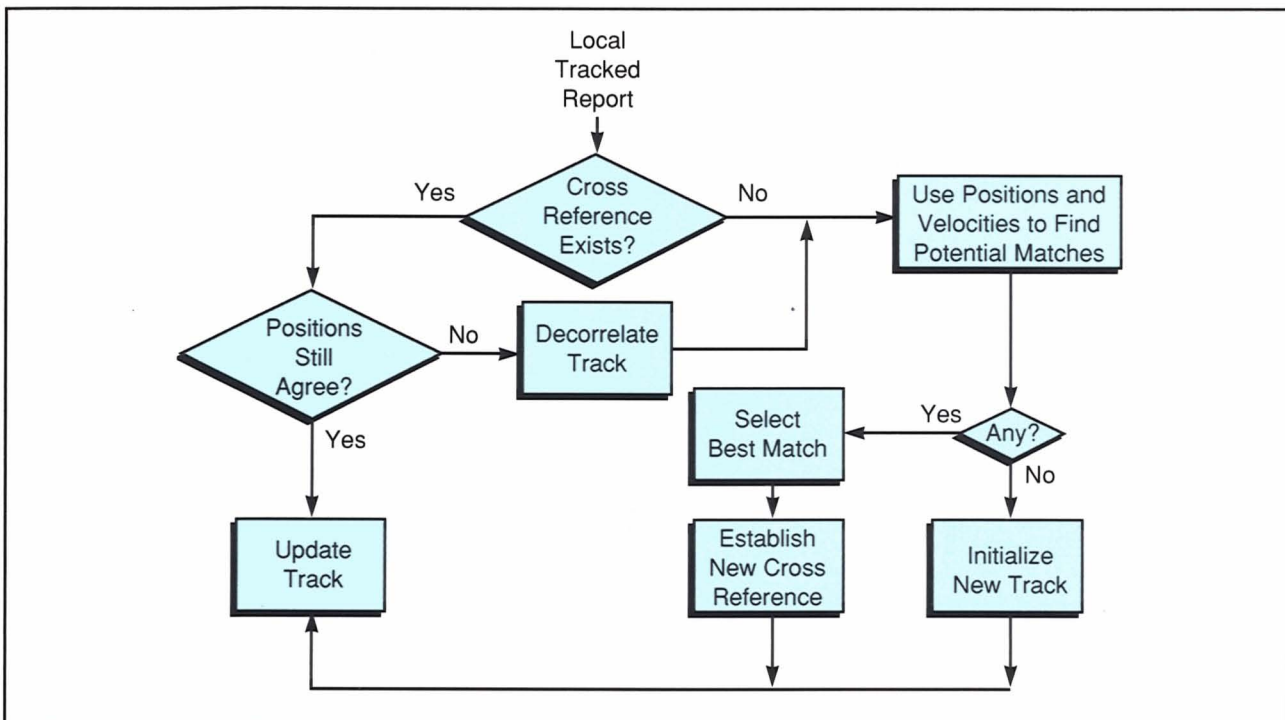 Local
Tracked
Report
Yes
Cross
Reference
Exists?
No
Use Positions and
Velocities to Find
Potential Matches
Positions
Still
Agree?
No
Decorrelate
Track
Yes
Select
Best Match
Yes
Any?
No
Update
Track
Establish
New Cross
Reference
Initialize
New Track